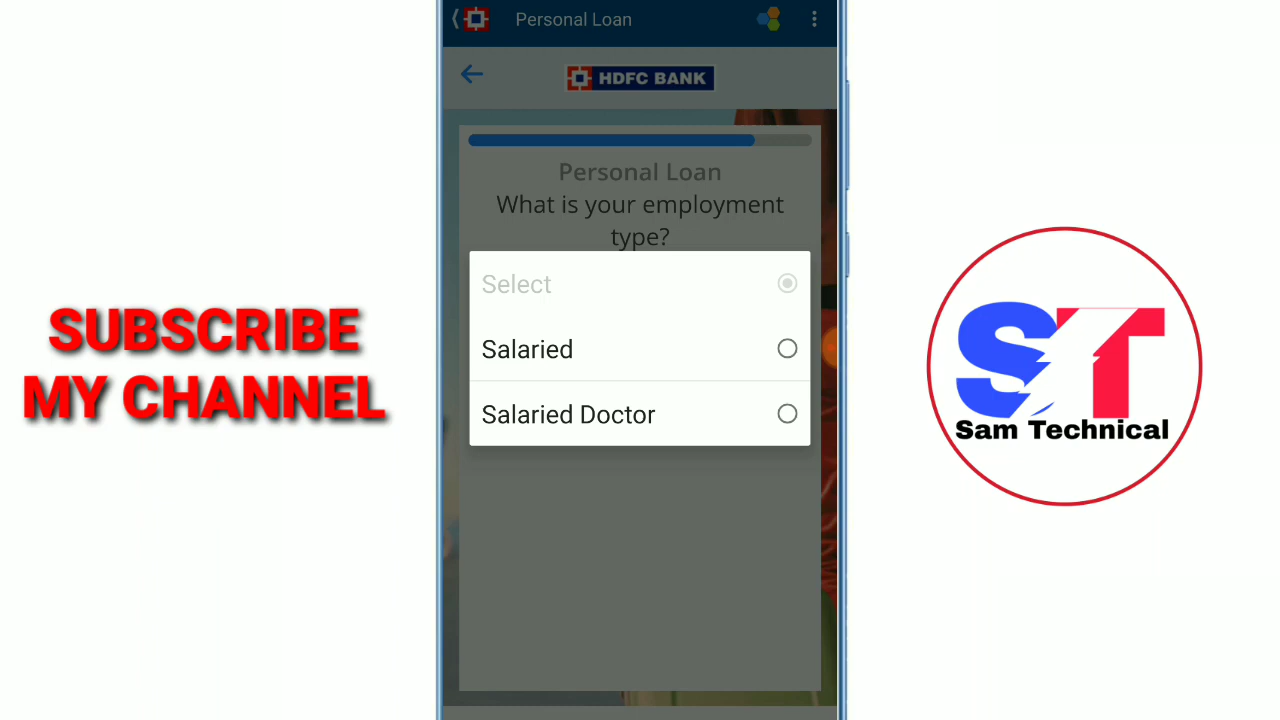 Personal Loan
HDFC BANK
Personal Loan
What is your employment
type?
Select
Salaried
Salaried Doctor
SUBSCRIBE
MY CHANNEL
ST
Sam Technical